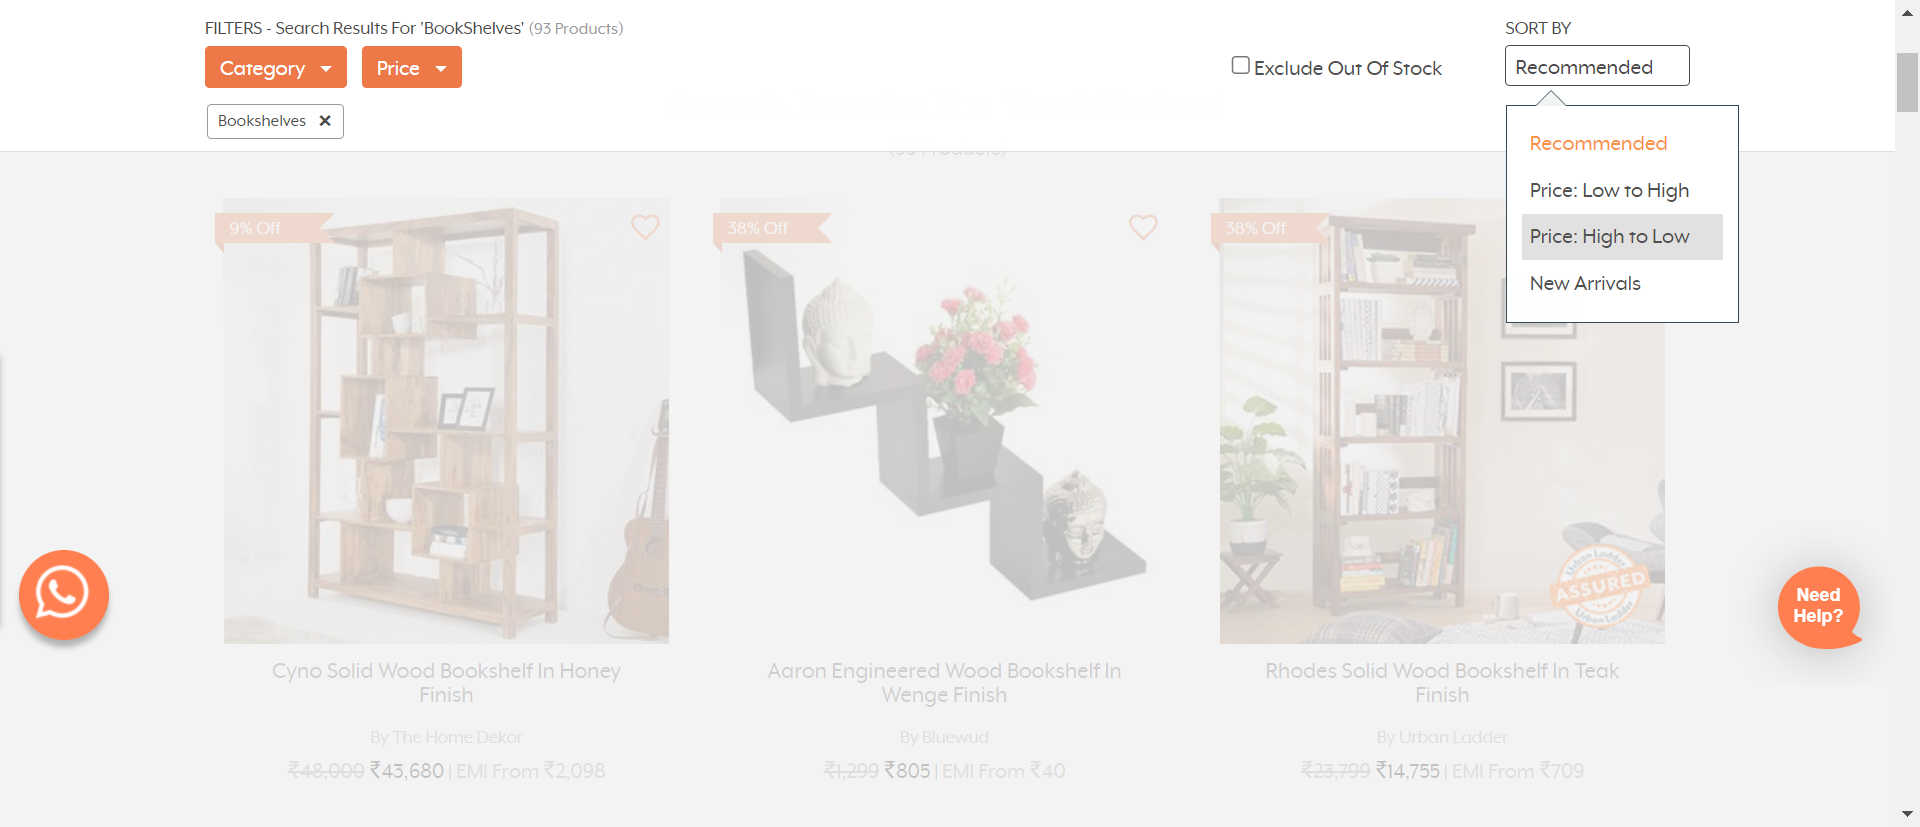 FILTERS - Search Results For 'BookShelves' (93 Products)
SORT BY
Category
Price
Exclude Out Of Stock
Recommended
Bookshelves ✕
Recommended
Price: Low to High
Price: High to Low
New Arrivals
9% Off
38% Off
38% Off
Urban Ladder
ASSURED
Urban Ladder
Need
Help?
Cyno Solid Wood Bookshelf In Honey
Finish
By The Home Dekor
₹48,000 ₹43,680 | EMI From ₹2,098
Aaron Engineered Wood Bookshelf In
Wenge Finish
By Bluewud
₹1,299 ₹805 | EMI From ₹40
Rhodes Solid Wood Bookshelf In Teak
Finish
By Urban Ladder
₹23,799 ₹14,755 | EMI From ₹709